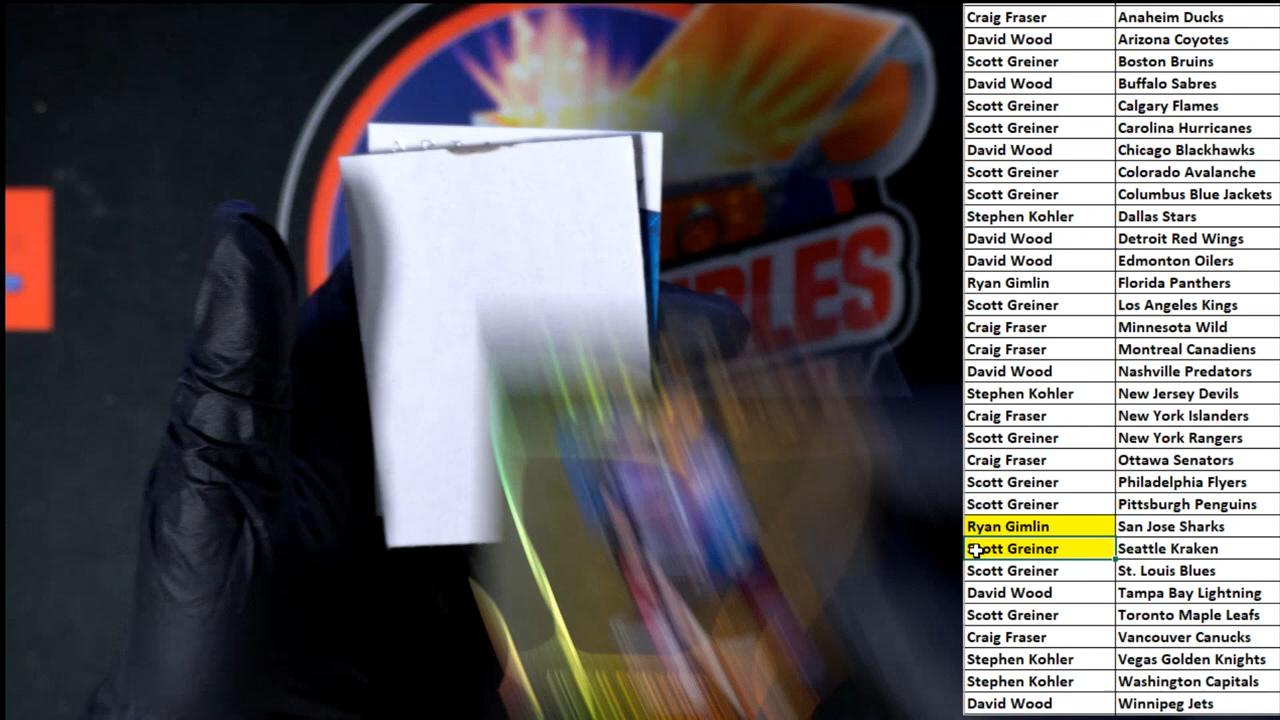 Craig Fraser Anaheim Ducks
David Wood Arizona Coyotes
Scott Greiner Boston Bruins
David Wood Buffalo Sabres
Scott Greiner Calgary Flames
Scott Greiner Carolina Hurricanes
David Wood Chicago Blackhawks
Scott Greiner Colorado Avalanche
Scott Greiner Columbus Blue Jackets
Stephen Kohler Dallas Stars
David Wood Detroit Red Wings
David Wood Edmonton Oilers
Ryan Gimlin Florida Panthers
Scott Greiner Los Angeles Kings
Craig Fraser Minnesota Wild
Craig Fraser Montreal Canadiens
David Wood Nashville Predators
Stephen Kohler New Jersey Devils
Craig Fraser New York Islanders
Scott Greiner New York Rangers
Craig Fraser Ottawa Senators
Scott Greiner Philadelphia Flyers
Scott Greiner Pittsburgh Penguins
Ryan Gimlin San Jose Sharks
Scott Greiner Seattle Kraken
Scott Greiner St. Louis Blues
David Wood Tampa Bay Lightning
Scott Greiner Toronto Maple Leafs
Craig Fraser Vancouver Canucks
Stephen Kohler Vegas Golden Knights
Stephen Kohler Washington Capitals
David Wood Winnipeg Jets